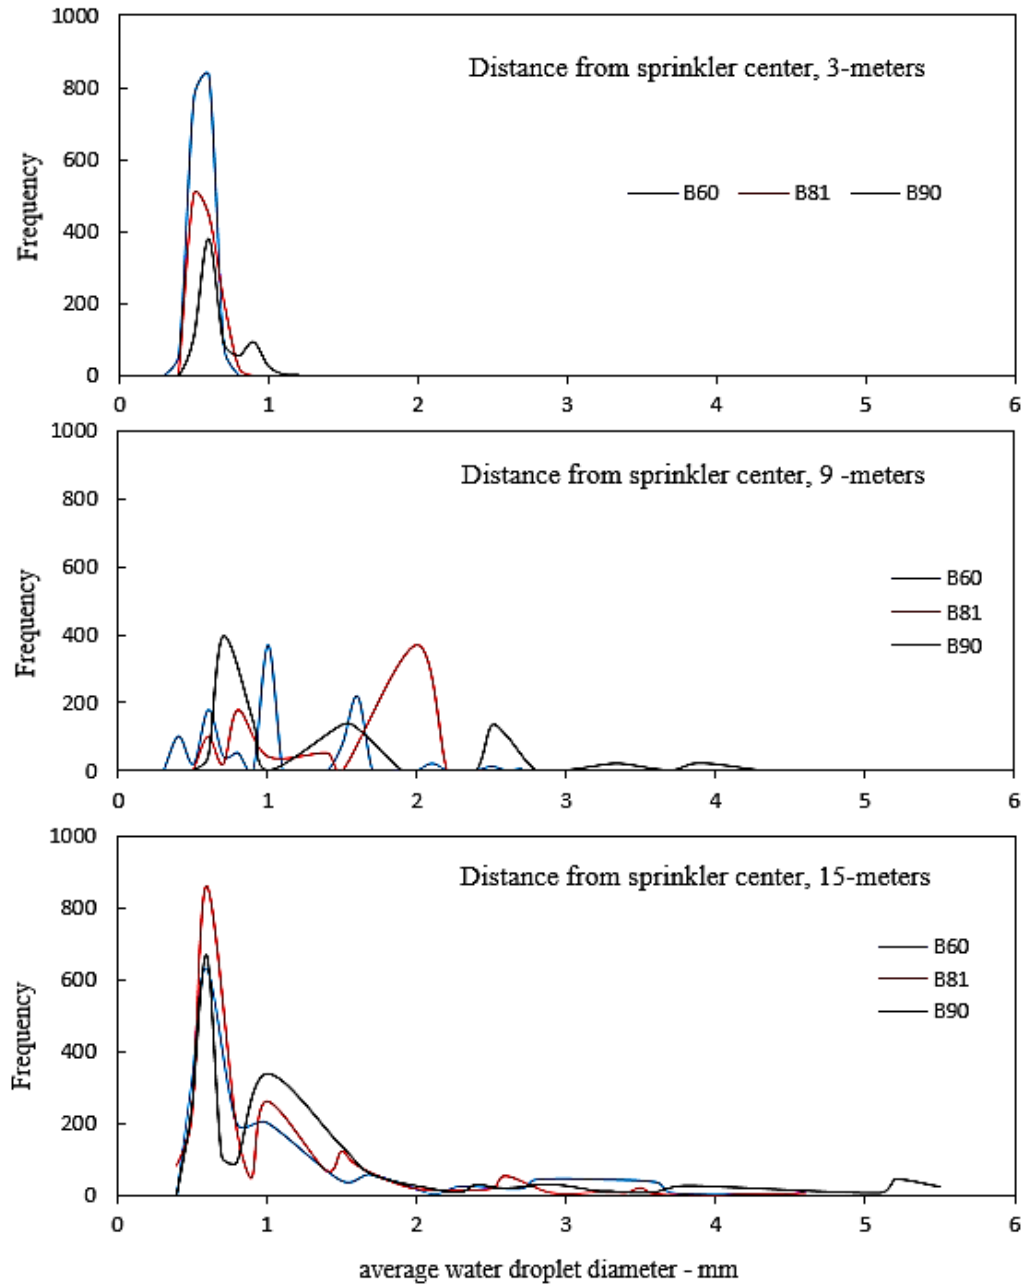 1000
Distance from sprinkler center, 3-meters
800
600
B60 B81 B90
400
200
0
0 1 2 3 4 5 6
Frequency
1000
Distance from sprinkler center, 9 -meters
800
600
B60
B81
400
B90
200
0
0 1 2 3 4 5 6
Frequency
1000
Distance from sprinkler center, 15-meters
800
B60
600
B81
B90
400
200
0
0 1 2 3 4 5 6
Frequency
average water droplet diameter - mm